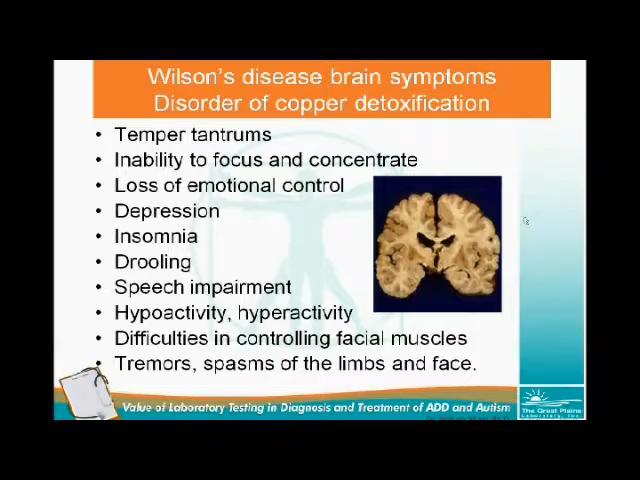 Wilson's disease brain symptoms
Disorder of copper detoxification
• Temper tantrums
• Inability to focus and concentrate
• Loss of emotional control
• Depression
• Insomnia
• Drooling
• Speech impairment
• Hypoactivity, hyperactivity
• Difficulties in controlling facial muscles
• Tremors, spasms of the limbs and face.
Value of Laboratory Testing in Diagnosis and Treatment of ADD and Autism
The Great Plains
Laboratory, Inc.